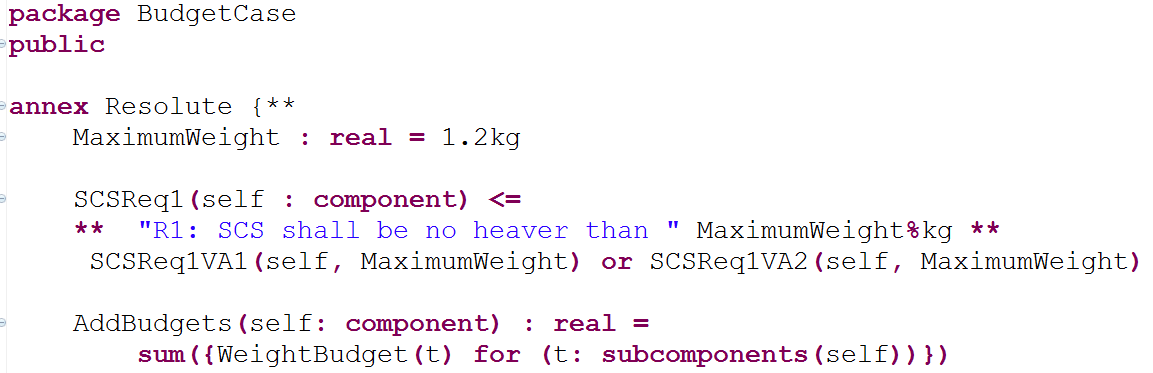 package BudgetCase
public
annex Resolute {**
MaximumWeight : real = 1.2kg
SCSReq1(self : component) <=
** "R1: SCS shall be no heaver than " MaximumWeight%kg **
SCSReq1VA1(self, MaximumWeight) or SCSReq1VA2(self, MaximumWeight)
AddBudgets(self: component) : real =
sum({WeightBudget(t) for (t: subcomponents(self))})